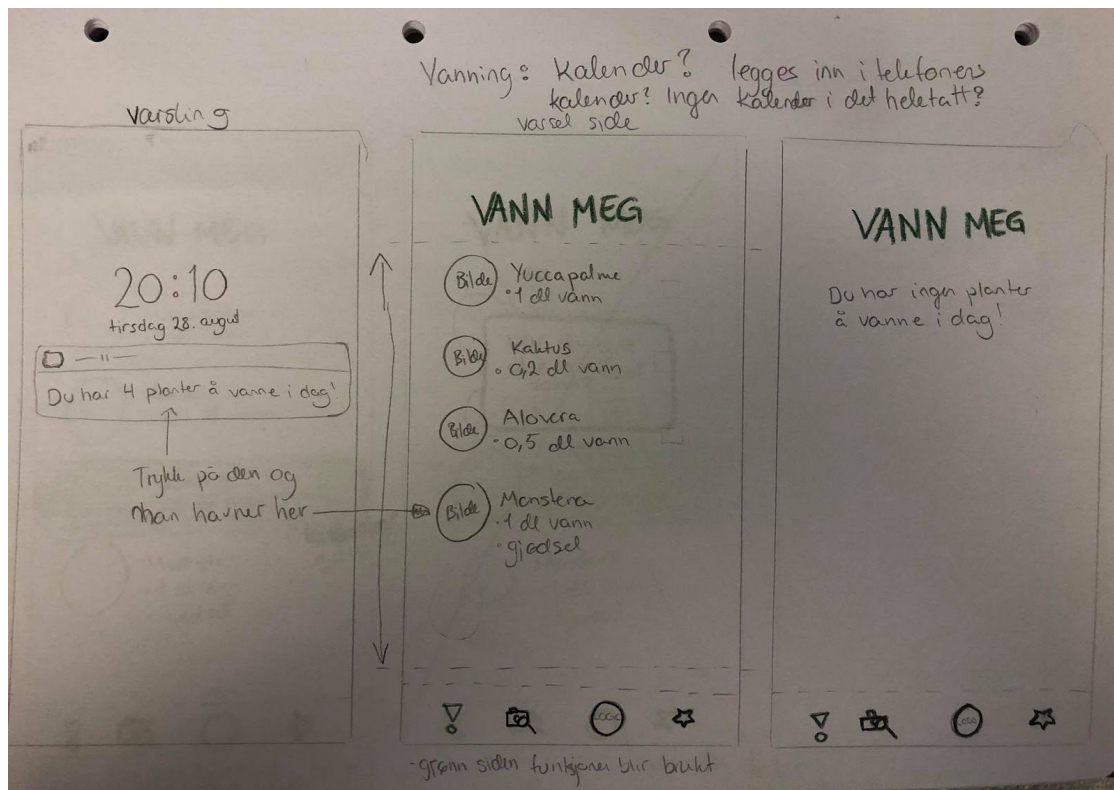 Vanning: Kalender? legges inn i telefoners
kalender? Ingen kalender i det heletatt?
varsling
20:10
tirsdag 28. august
—〃—
Du har 4 planter å vanne i dag!
Trykk på den og
man havner her
varsel side
VANN MEG
Bilde Yuccapalme
• 1 dl vann
Bilde Kaktus
• 0,2 dl vann
Bilde Alovera
- 0,5 dl vann
Bilde Monstera
• 1 dl vann
• gjødsel
LOGO
-grønn siden funksjonen blir brukt
VANN MEG
Du har ingen planter
å vanne i dag!
LOGO